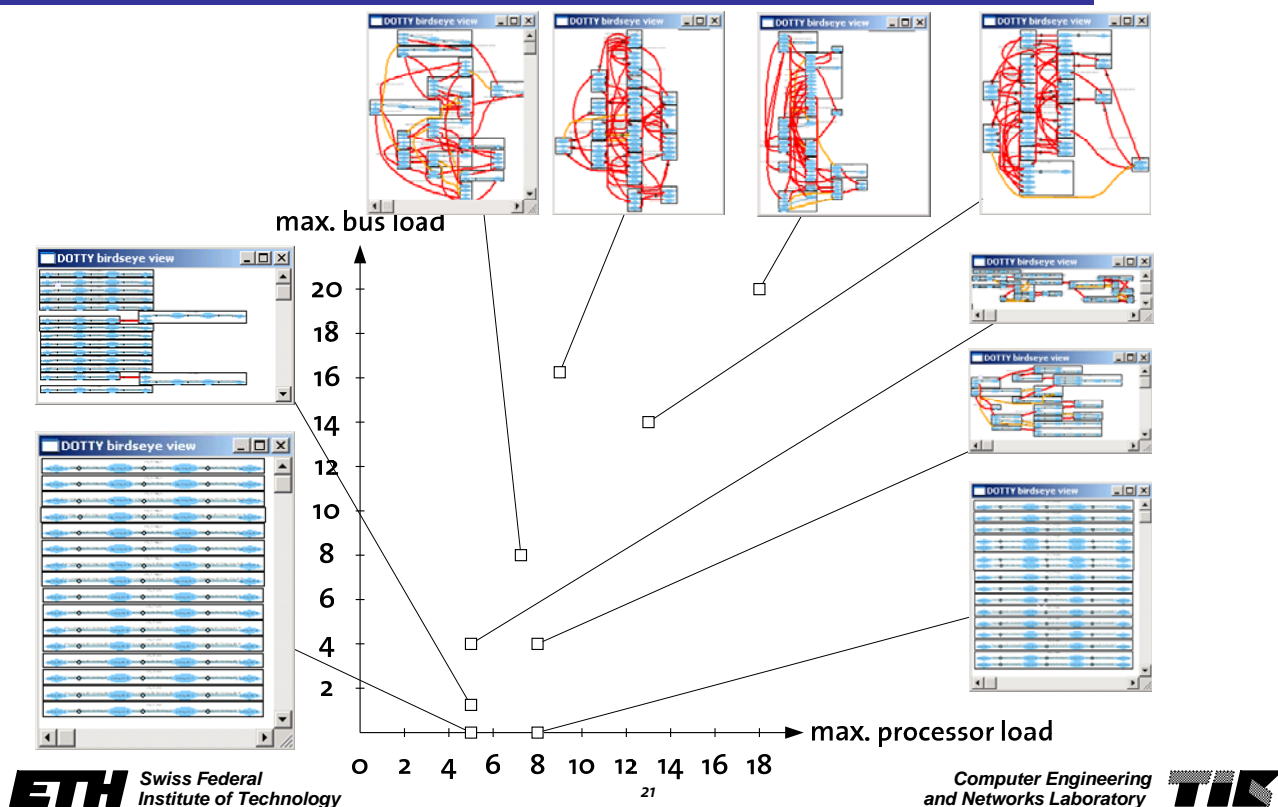 DOTTY birdseye view
DOTTY birdseye view
DOTTY birdseye view
DOTTY birdseye view
max. bus load
DOTTY birdseye view
DOTTY birdseye view
20
18
16
DOTTY birdseye view
14
DOTTY birdseye view
12
10
DOTTY birdseye view
8
6
4
2
max. processor load
0 2 4 6 8 10 12 14 16 18
ETH Swiss Federal
Institute of Technology
21
Computer Engineering
and Networks Laboratory
TIK